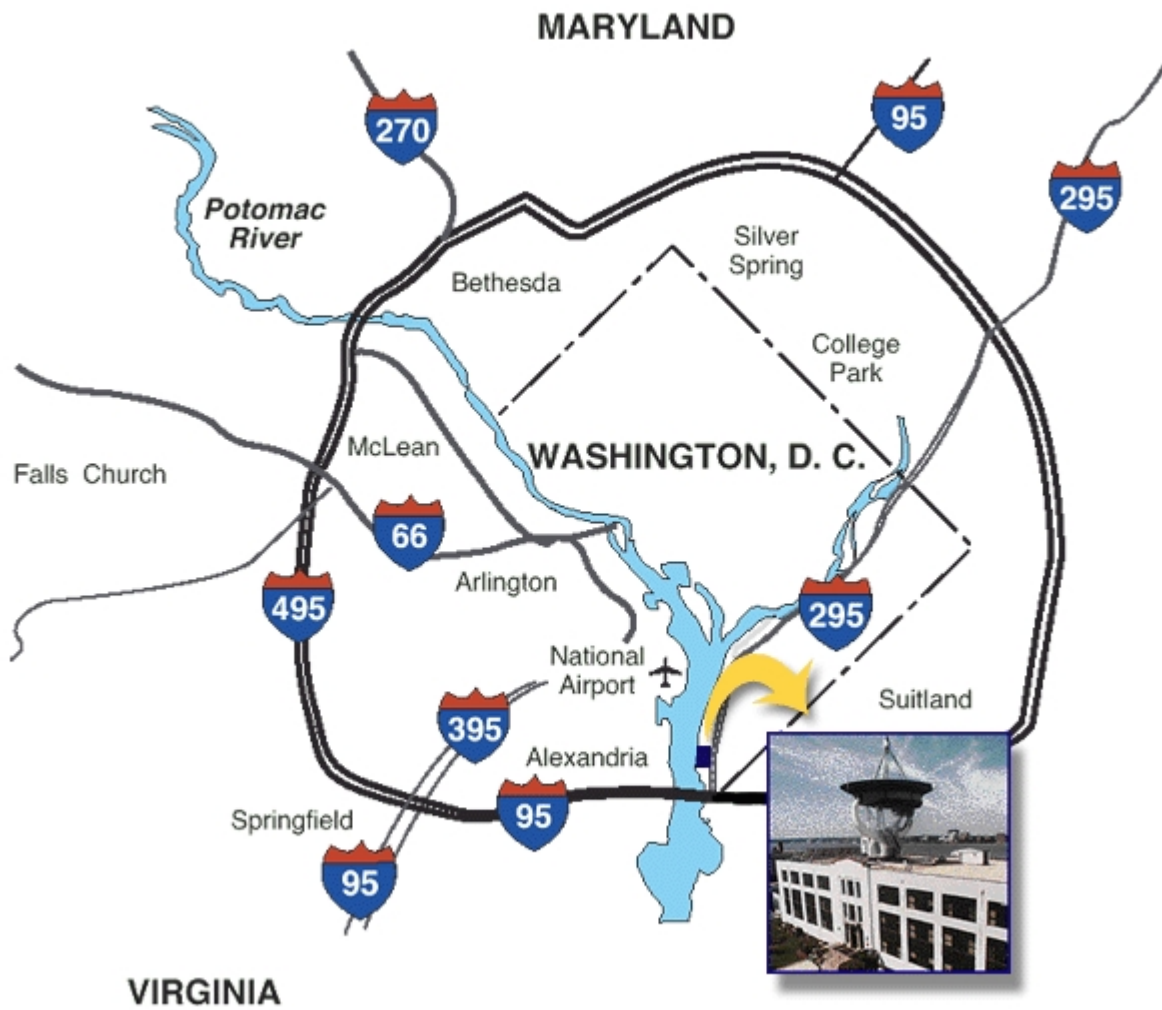 MARYLAND
270
95
295
Potomac
River
Silver
Spring
Bethesda
College
Park
McLean
WASHINGTON, D. C.
Falls Church
66
Arlington
495
295
National
Airport
Suitland
395
Alexandria
95
Springfield
95
VIRGINIA